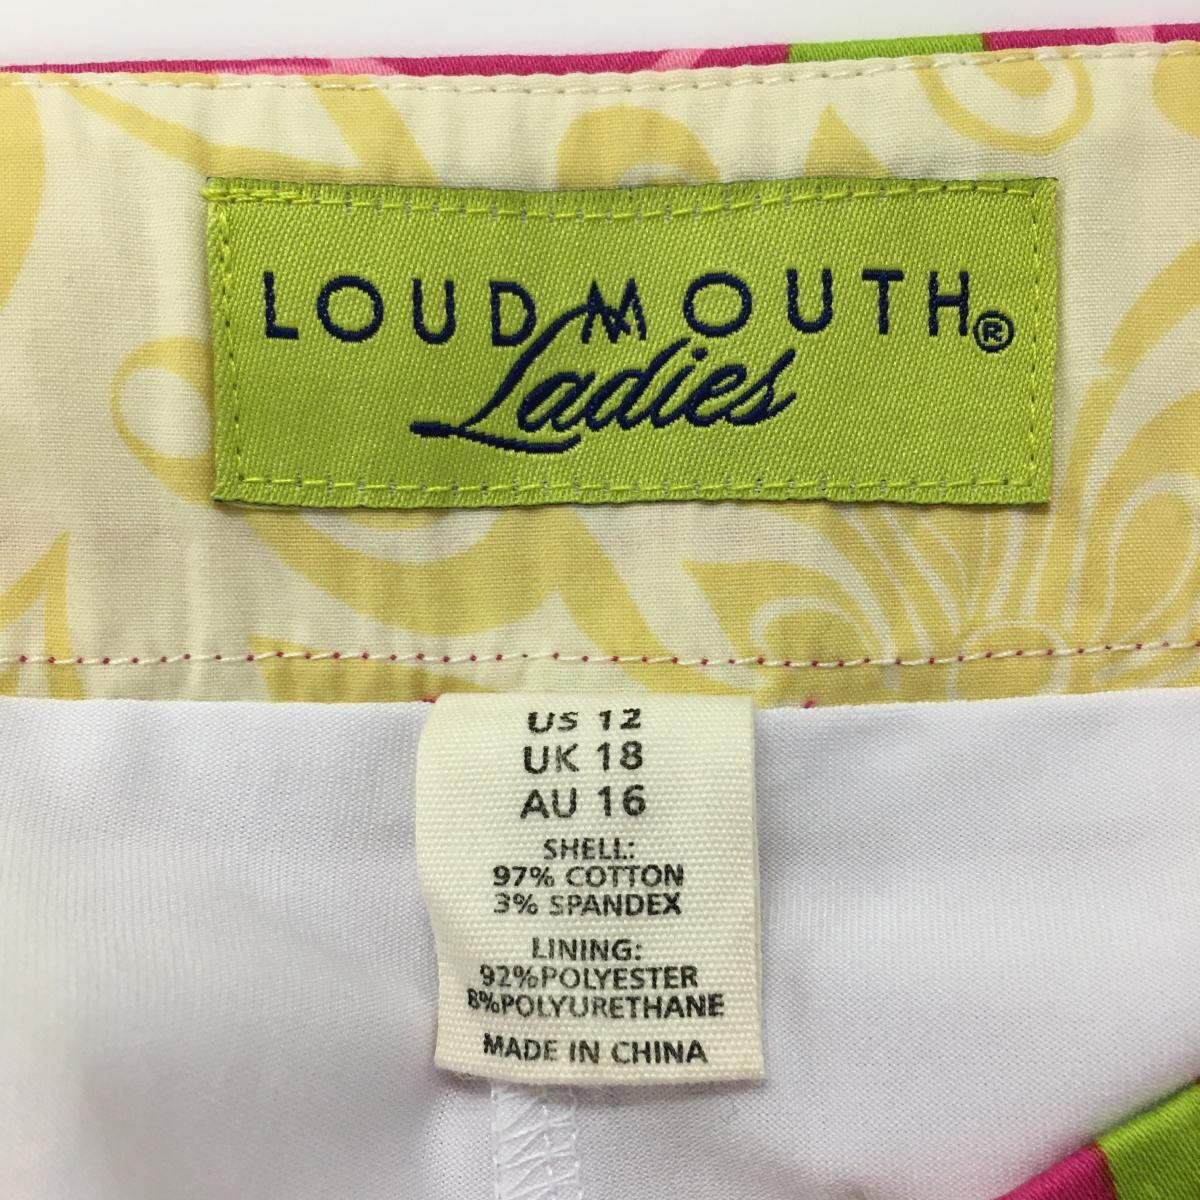 LOUDMOUTH®
Ladies
US 12
UK 18
AU 16
SHELL:
97% COTTON
3% SPANDEX
LINING:
92%POLYESTER
8%POLYURETHANE
MADE IN CHINA